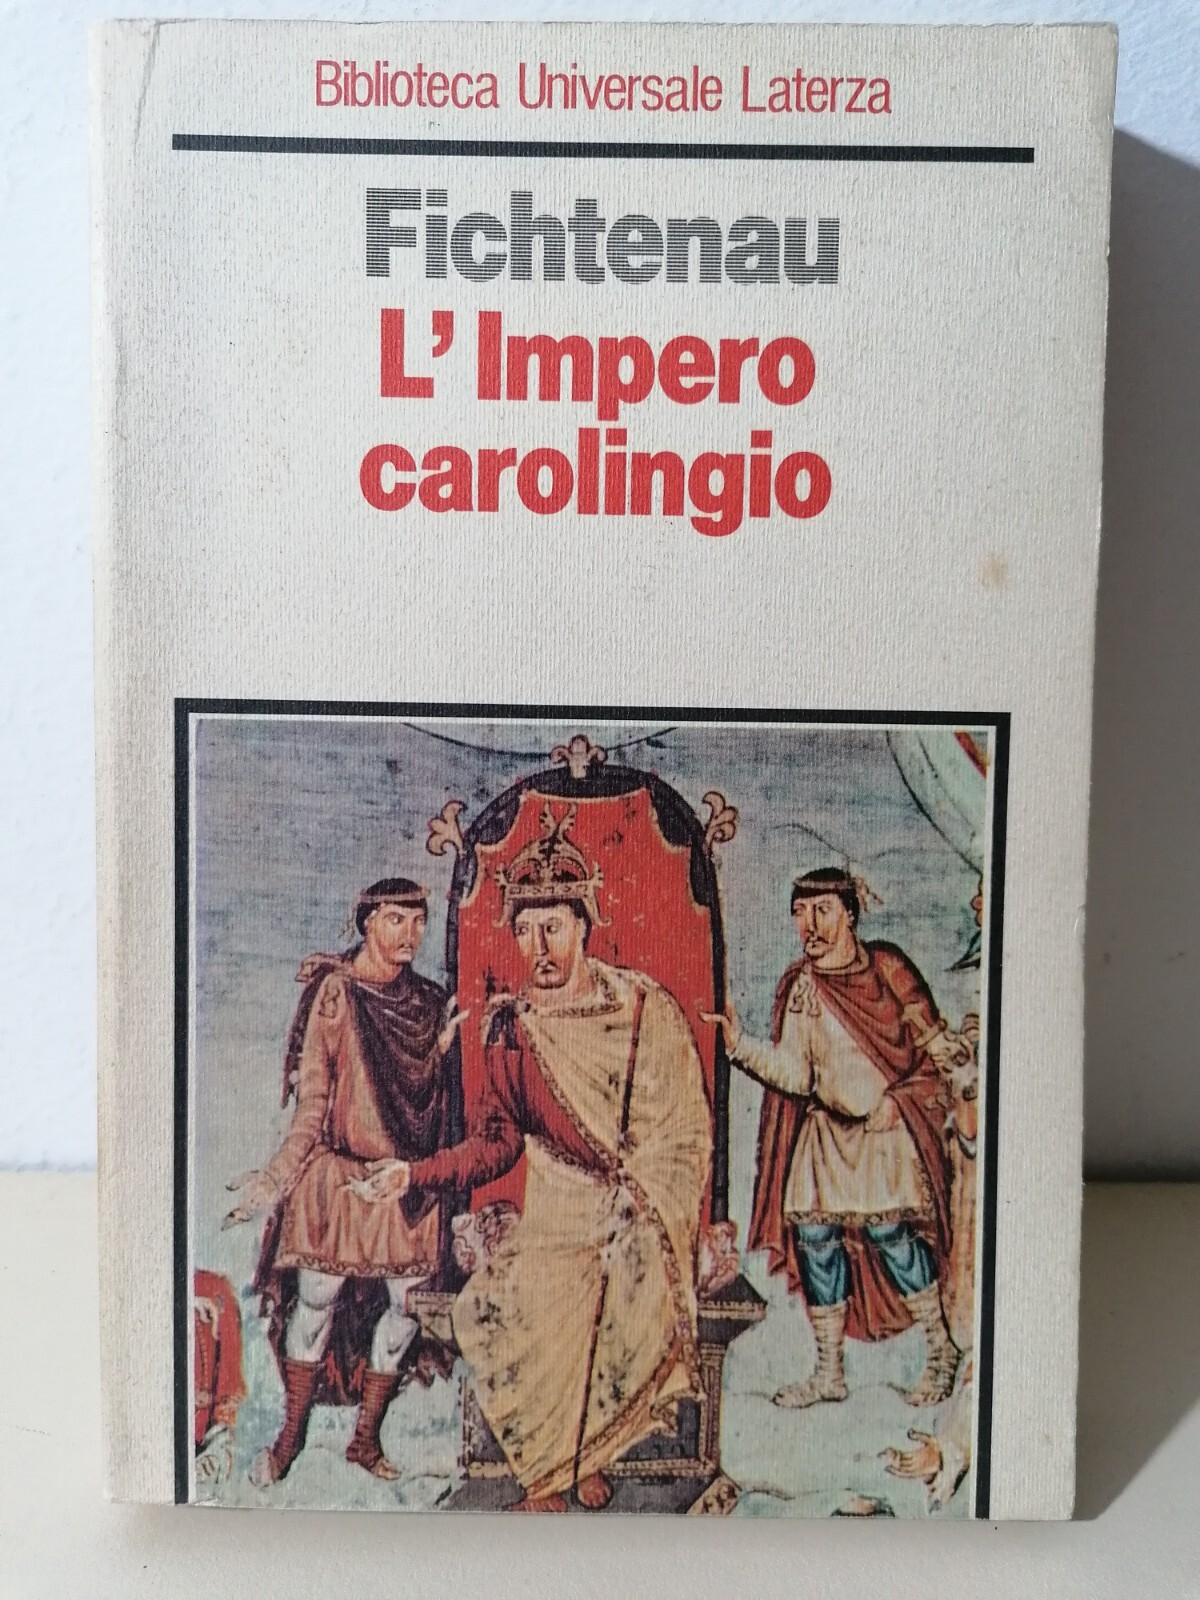 Biblioteca Universale Laterza
Fichtenau
L'Impero
carolingio